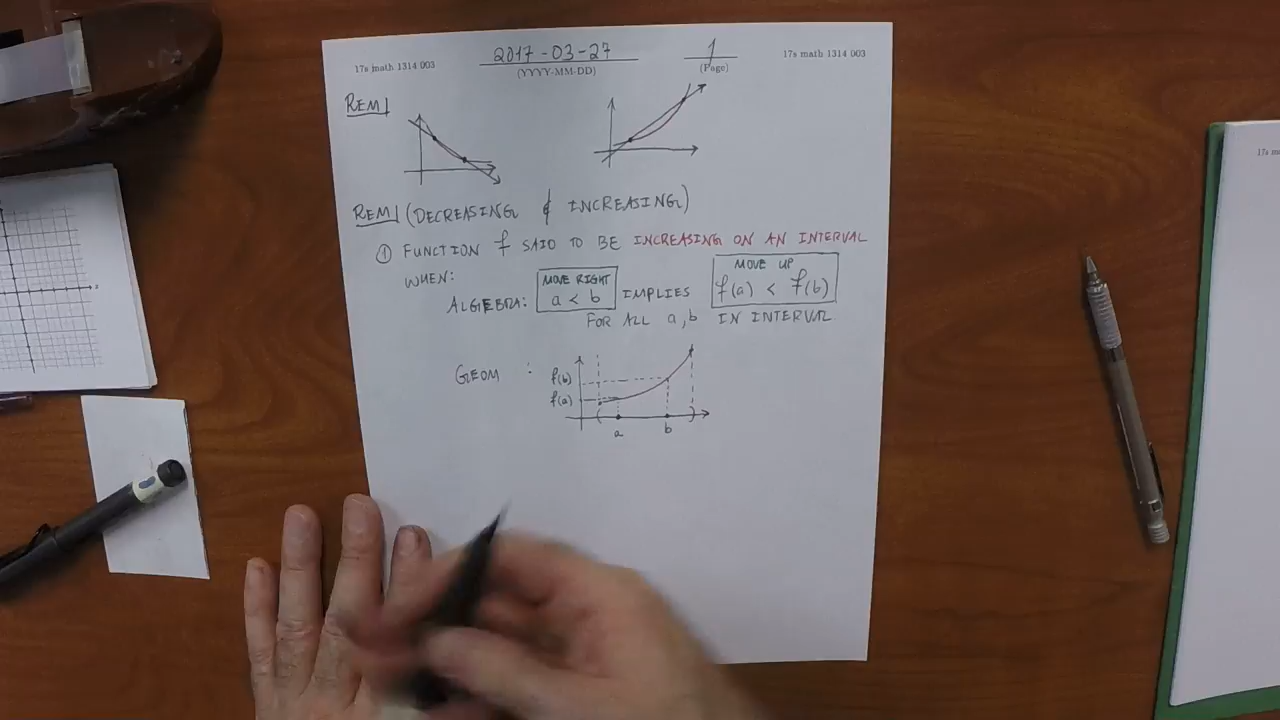 17s math 1314 003
2017-03-27
(YYYY-MM-DD)
1
(Page)
17s math 1314 003
REM
REM (DECREASING & INCREASING)
① FUNCTION f SAID TO BE INCREASING ON AN INTERVAL
WHEN:
ALGEBRA: MOVE RIGHT a < b IMPLIES MOVE UP f(a) < f(b)
FOR ALL a,b IN INTERVAL
GEOM :
f(b)
f(a)
a b